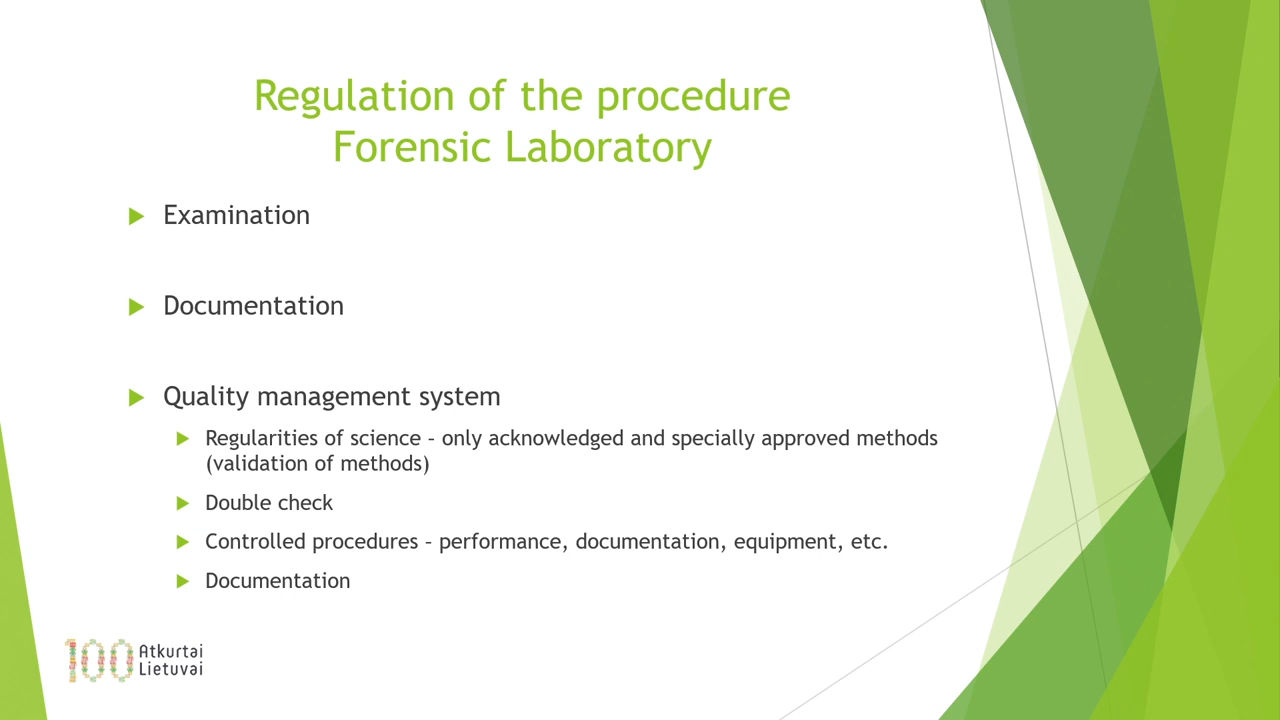 Regulation of the procedure
Forensic Laboratory
Examination
Documentation
Quality management system
Regularities of science – only acknowledged and specially approved methods
(validation of methods)
Double check
Controlled procedures – performance, documentation, equipment, etc.
Documentation
100 Atkurtai
Lietuvai